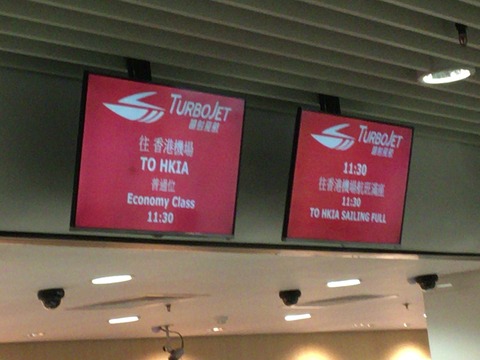 TURBOJET
噴射飛航
往 香港機場
TO HKIA
普通位
Economy Class
11:30
TURBOJET
噴射飛航
11:30
往香港機場航班滿座
11:30
TO HKIA SAILING FULL